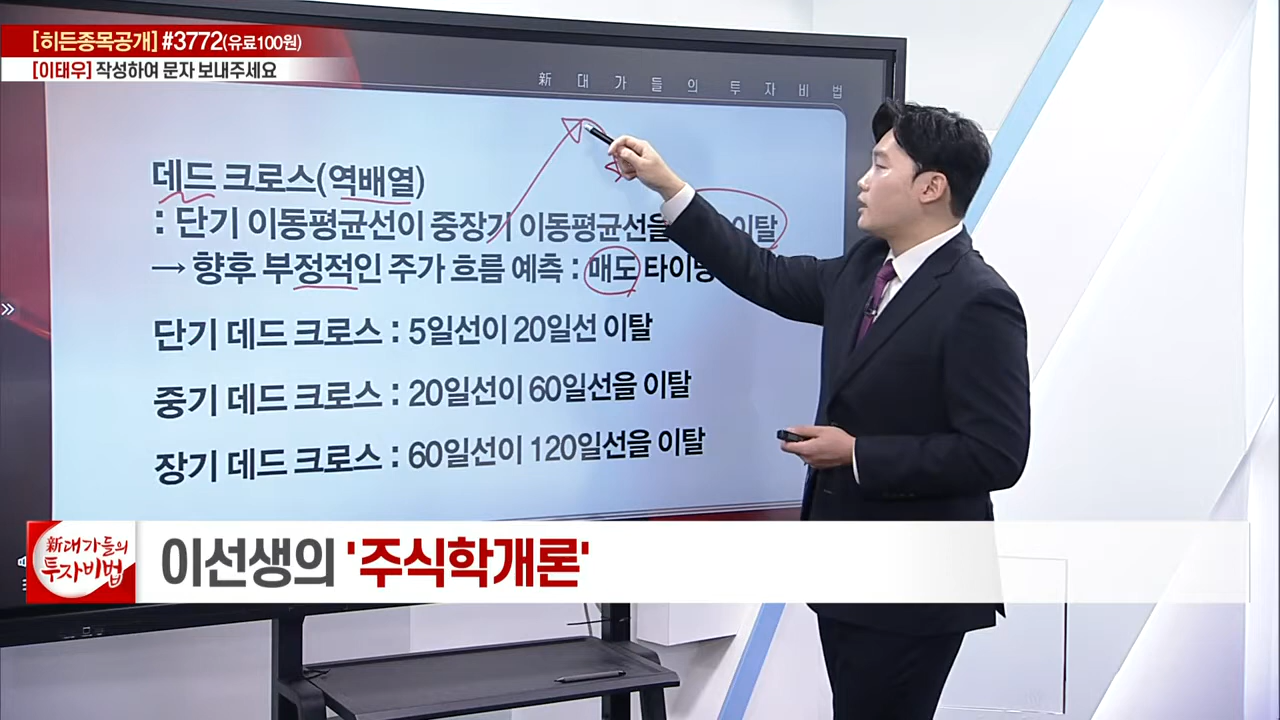 [히든종목공개] #3772(유료100원)
[이태우] 작성하여 문자 보내주세요
新 대가들의 투자비법
데드 크로스(역배열)
: 단기 이동평균선이 중장기 이동평균선을 이탈
→ 향후 부정적인 주가 흐름 예측 : 매도 타이밍
단기 데드 크로스 : 5일선이 20일선 이탈
중기 데드 크로스 : 20일선이 60일선을 이탈
장기 데드 크로스 : 60일선이 120일선을 이탈
新대가들의
투자비법
이선생의 '주식학개론'